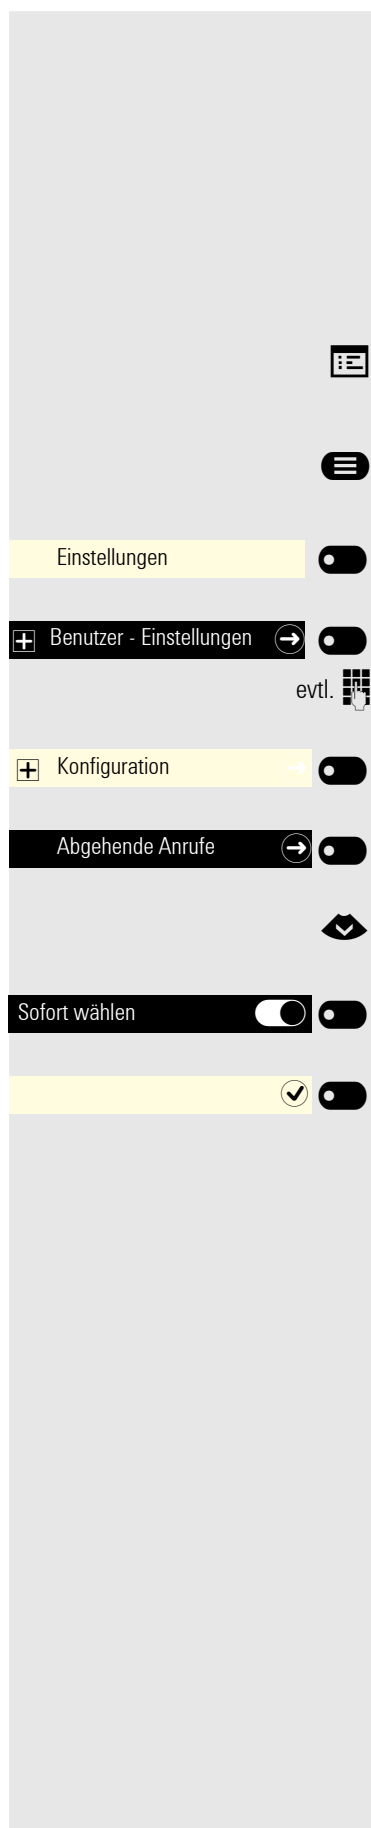 Einstellungen
Benutzer - Einstellungen
evtl.
Konfiguration
Abgehende Anrufe
Sofort wählen